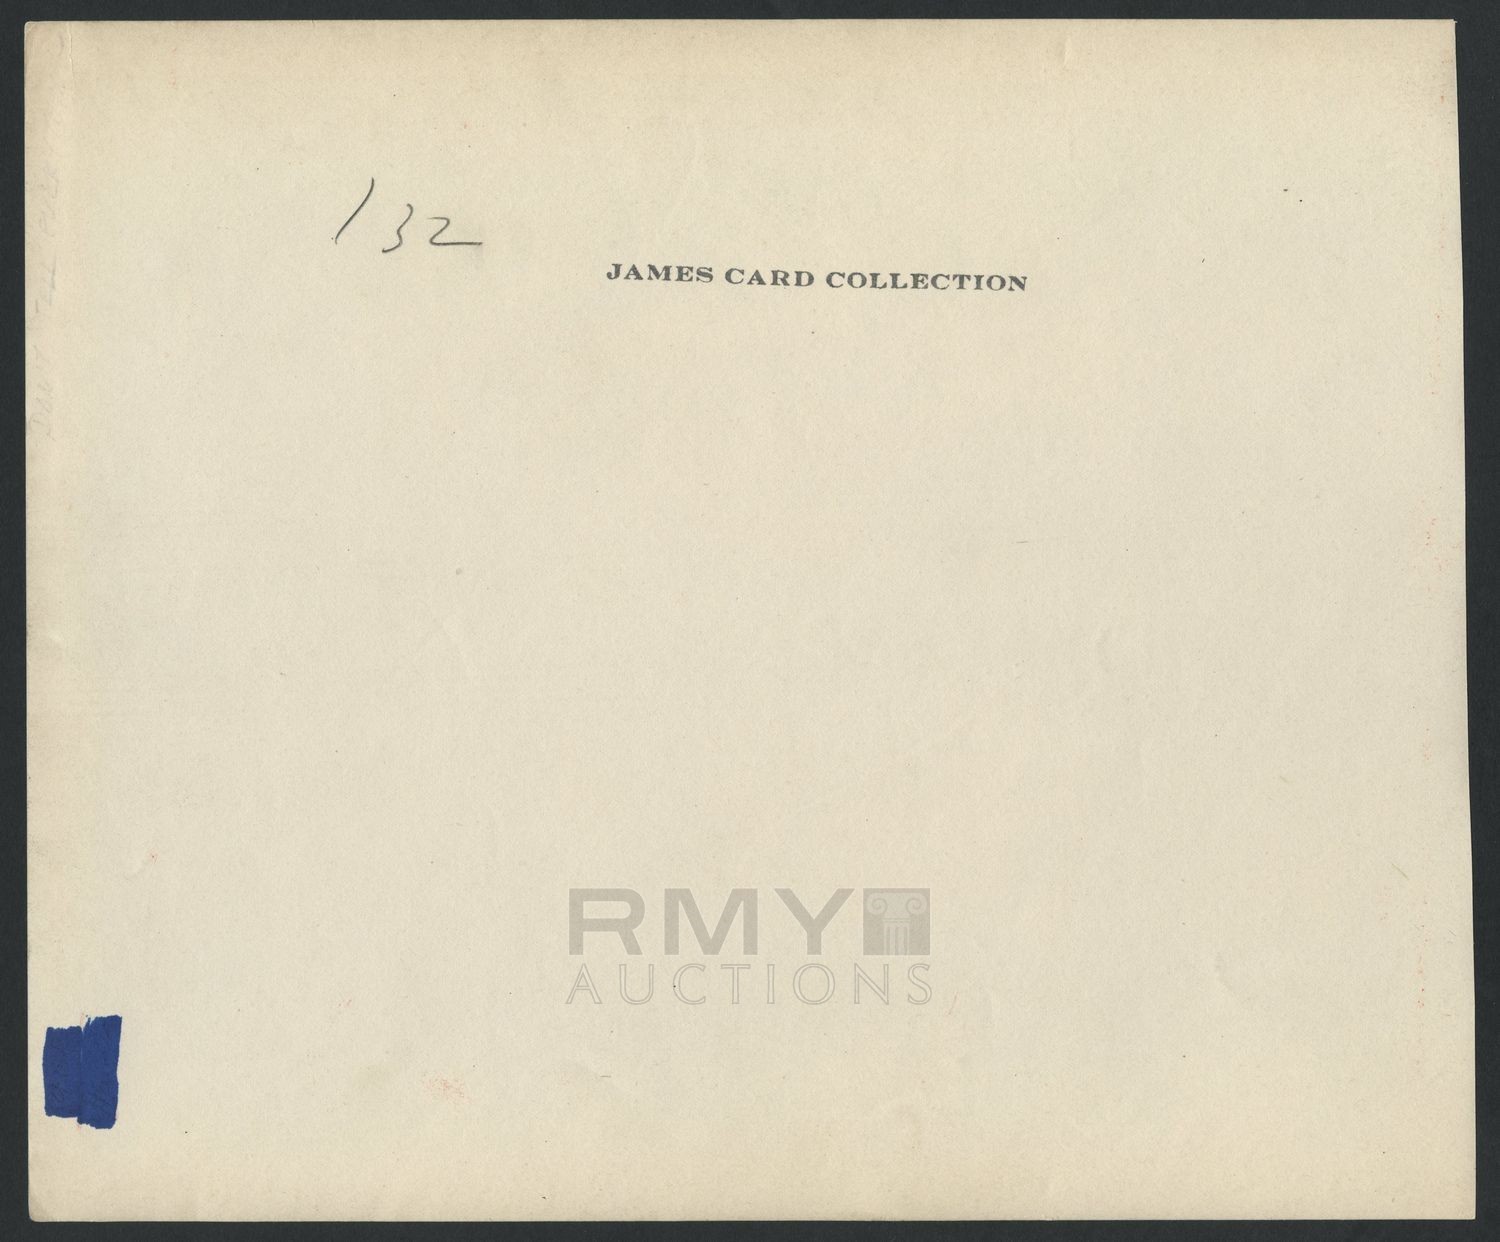 132
JAMES CARD COLLECTION
RMY
AUCTIONS